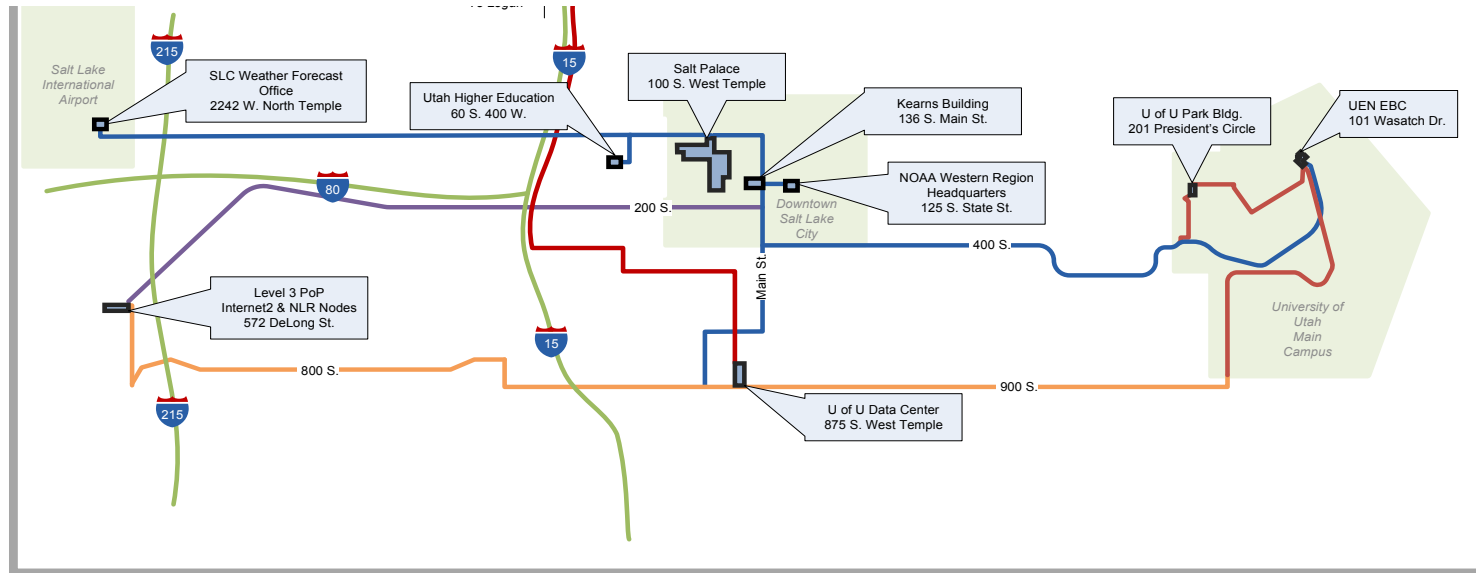 215
15
Salt Lake
International
Airport
SLC Weather Forecast
Office
2242 W. North Temple
Utah Higher Education
60 S. 400 W.
Salt Palace
100 S. West Temple
Kearns Building
136 S. Main St.
U of U Park Bldg.
201 President's Circle
UEN EBC
101 Wasatch Dr.
80
NOAA Western Region
Headquarters
125 S. State St.
200 S.
Downtown
Salt Lake
City
400 S.
Main St.
Level 3 PoP
Internet2 & NLR Nodes
572 DeLong St.
University of
Utah
Main
Campus
15
800 S.
900 S.
215
U of U Data Center
875 S. West Temple